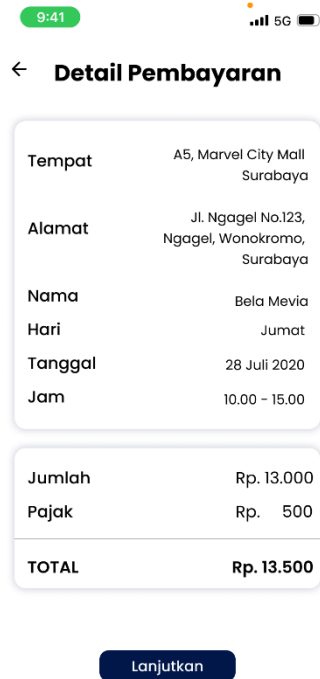 9:41
5G
Detail Pembayaran
Tempat A5, Marvel City Mall
Surabaya
Alamat Jl. Ngagel No.123,
Ngagel, Wonokromo,
Surabaya
Nama Bela Mevia
Hari Jumat
Tanggal 28 Juli 2020
Jam 10.00 - 15.00
Jumlah Rp. 13.000
Pajak Rp. 500
TOTAL Rp. 13.500
Lanjutkan